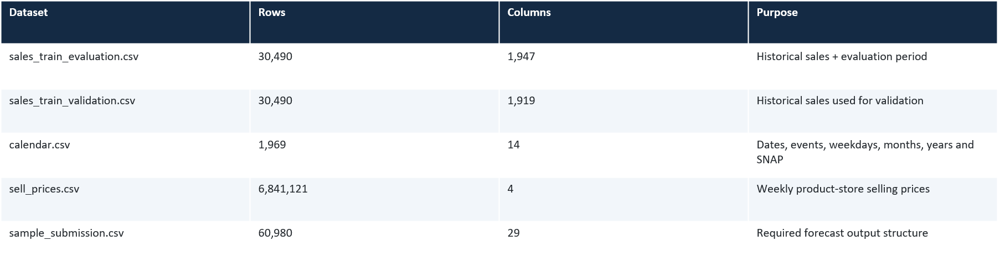 Dataset Rows Columns Purpose
sales_train_evaluation.csv 30,490 1,947 Historical sales + evaluation period
sales_train_validation.csv 30,490 1,919 Historical sales used for validation
calendar.csv 1,969 14 Dates, events, weekdays, months, years and
SNAP
sell_prices.csv 6,841,121 4 Weekly product-store selling prices
sample_submission.csv 60,980 29 Required forecast output structure